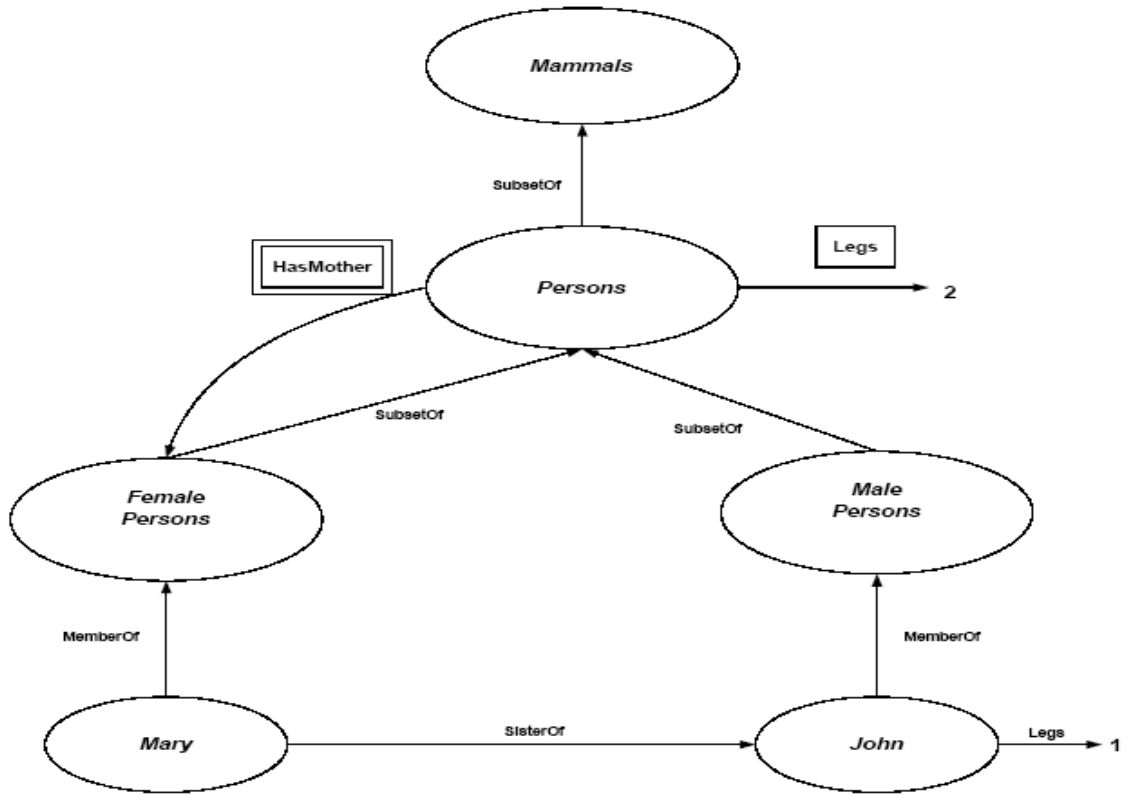 Mammals
SubsetOf
HasMother
Legs
Persons
2
SubsetOf
SubsetOf
Female
Persons
Male
Persons
MemberOf
MemberOf
Mary
SisterOf
John
Legs
1